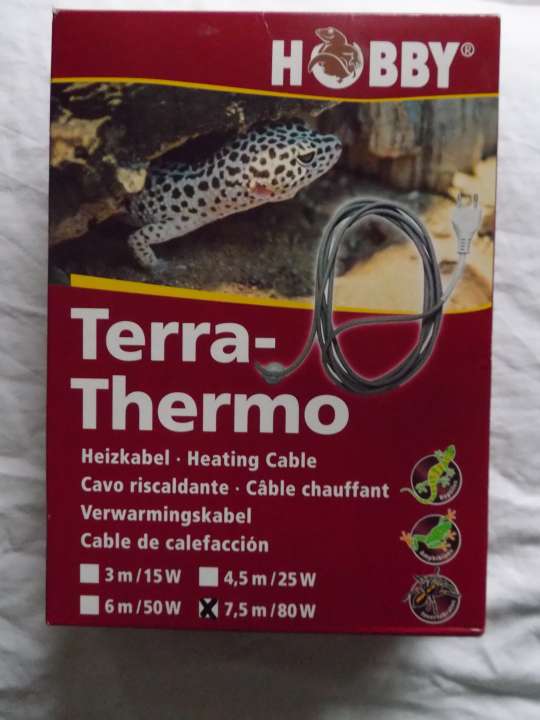 HOBBY®
Terra-
Thermo
Heizkabel · Heating Cable
Cavo riscaldante · Câble chauffant
Verwarmingskabel
Cable de calefacción
3 m / 15 W 4,5 m / 25 W
6 m / 50 W 7,5 m / 80 W